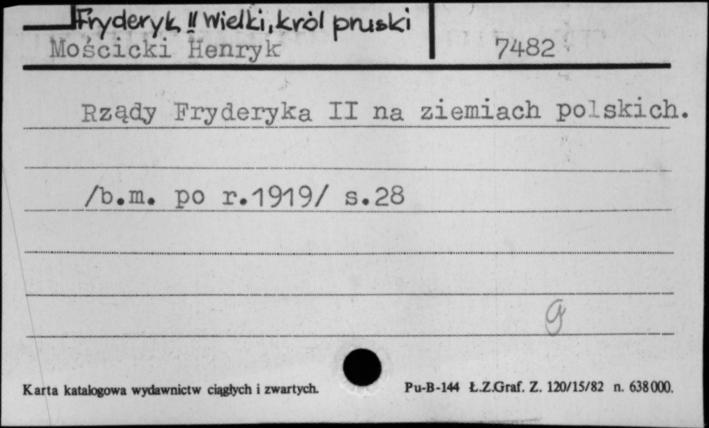 Fryderyk II Wielki, król pruski
Mościcki Henryk 7482
Rządy Fryderyka II na ziemiach polskich.
/b.m. po r.1919/ s.28
g
Karta katalogowa wydawnictw ciągłych i zwartych. Pu-B-144 Ł.Z.Graf. Z. 120/15/82 n. 638000.